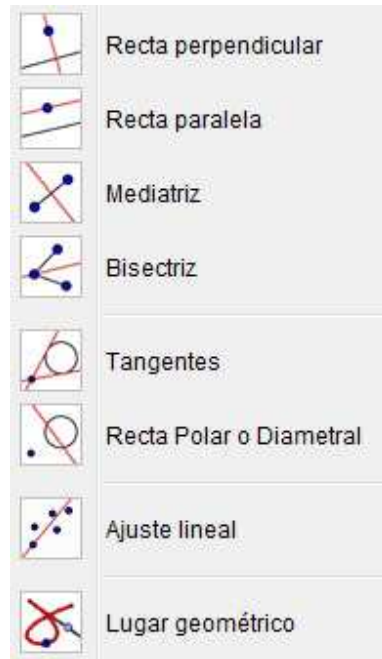 Recta perpendicular
Recta paralela
Mediatriz
Bisectriz
Tangentes
Recta Polar o Diametral
Ajuste lineal
Lugar geométrico